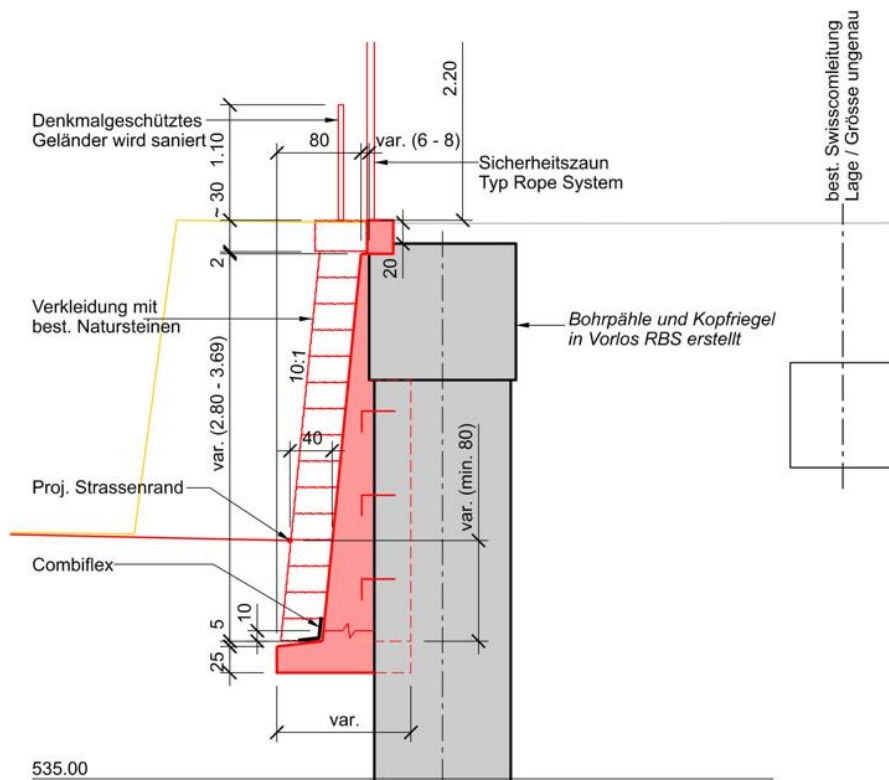 best. Swisscomleitung
Lage / Grösse ungenau
2.20
Denkmalgeschütztes
Geländer wird saniert
1.10
80
var. (6 - 8)
Sicherheitszaun
Typ Rope System
~ 30
2
20
Verkleidung mit
best. Natursteinen
Bohrpähle und Kopfriegel
in Vorlos RBS erstellt
10:1
var. (2.80 - 3.69)
40
var. (min. 80)
Proj. Strassenrand
Combiflex
10
5
25
var.
535.00